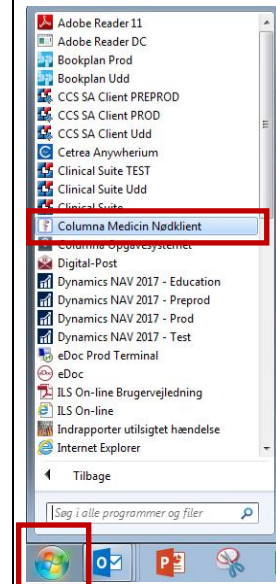 Adobe Reader 11
Adobe Reader DC
Bookplan Prod
Bookplan Udd
CCS SA Client PREPROD
CCS SA Client PROD
CCS SA Client Udd
Cetrea Anywherium
Clinical Suite TEST
Clinical Suite Udd
Clinical Suite
Columna Medicin Nødklient
Columna Opgavesystemet
Digital-Post
Dynamics NAV 2017 - Education
Dynamics NAV 2017 - Preprod
Dynamics NAV 2017 - Prod
Dynamics NAV 2017 - Test
eDoc Prod Terminal
eDoc
ILS On-line Brugervejledning
ILS On-line
Indrapporter utilsigtet hændelse
Internet Explorer
Tilbage
Søg i alle programmer og filer